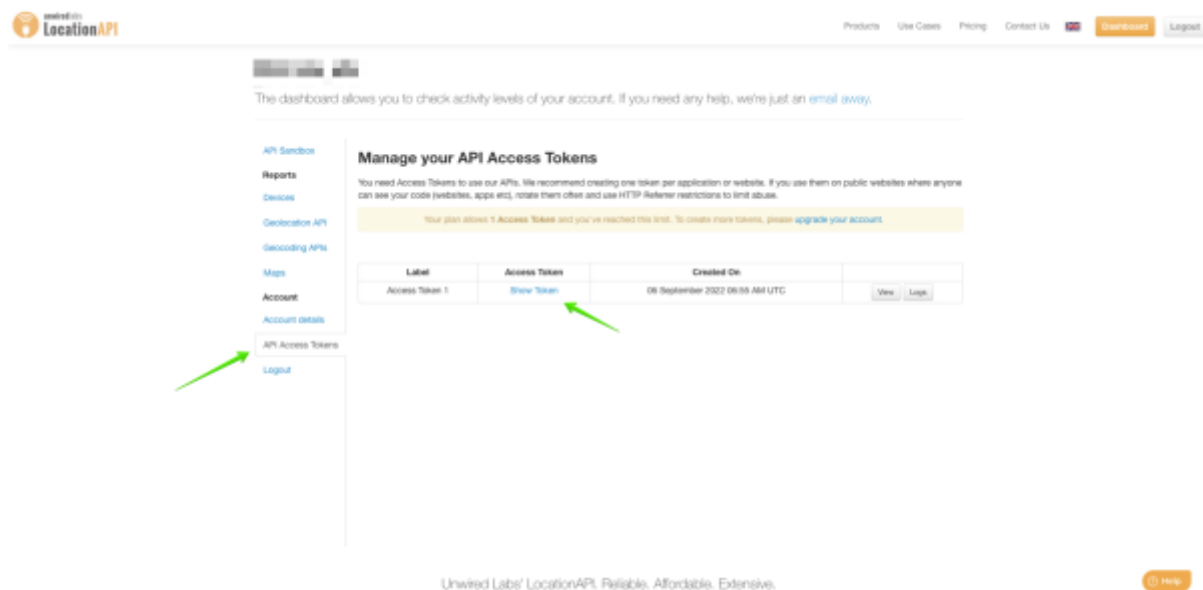 unwiredlabs
LocationAPI
Products Use Cases Pricing Contact Us Dashboard Logout
The dashboard allows you to check activity levels of your account. If you need any help, we're just an email away.
API Sandbox
Reports
Devices
Geolocation API
Geocoding APIs
Maps
Account
Account details
API Access Tokens
Logout
Manage your API Access Tokens
You need Access Tokens to use our APIs. We recommend creating one token per application or website. If you use them on public websites where anyone
can see your code (websites, apps etc), rotate them often and use HTTP Referrer restrictions to limit abuse.
Your plan allows 1 Access Token and you've reached this limit. To create more tokens, please upgrade your account.
Label Access Token Created On
Access Token 1 Show Token 06 September 2022 06:55 AM UTC View Logs
Unwired Labs' LocationAPI. Reliable. Affordable. Extensive.
Help